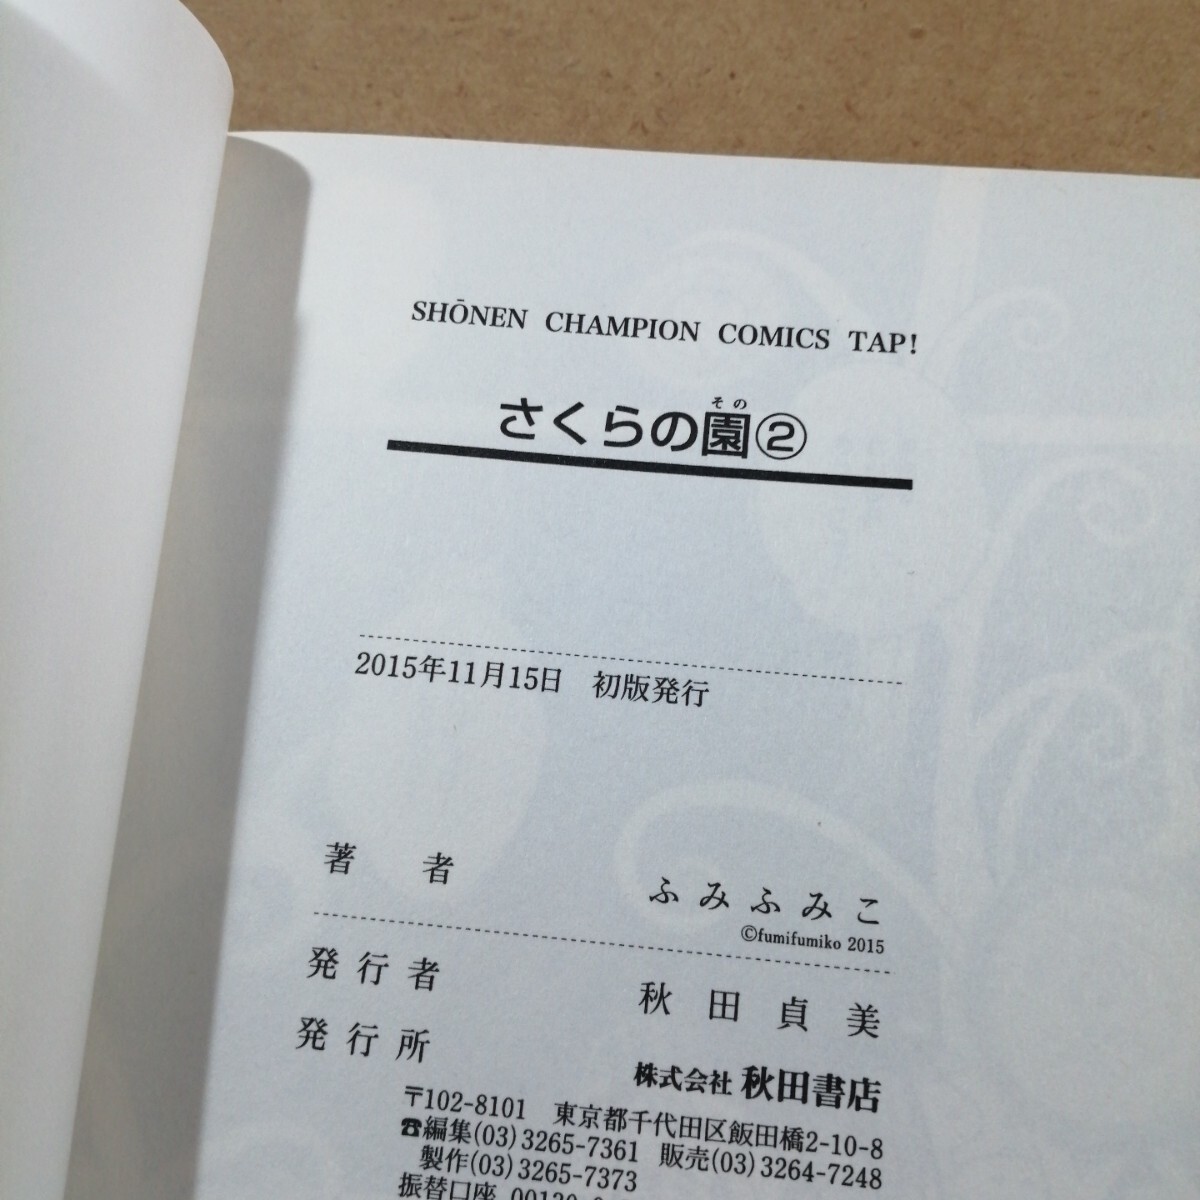 SHŌNEN CHAMPION COMICS TAP!
その
さくらの園②
2015年11月15日 初版発行
著者 ふみふみこ
©fumifumiko 2015
発行者 秋田貞美
発行所 株式会社 秋田書店
〒102-8101 東京都千代田区飯田橋2-10-8
☎編集(03)3265-7361 販売(03)3264-7248
製作(03)3265-7373
振替口座